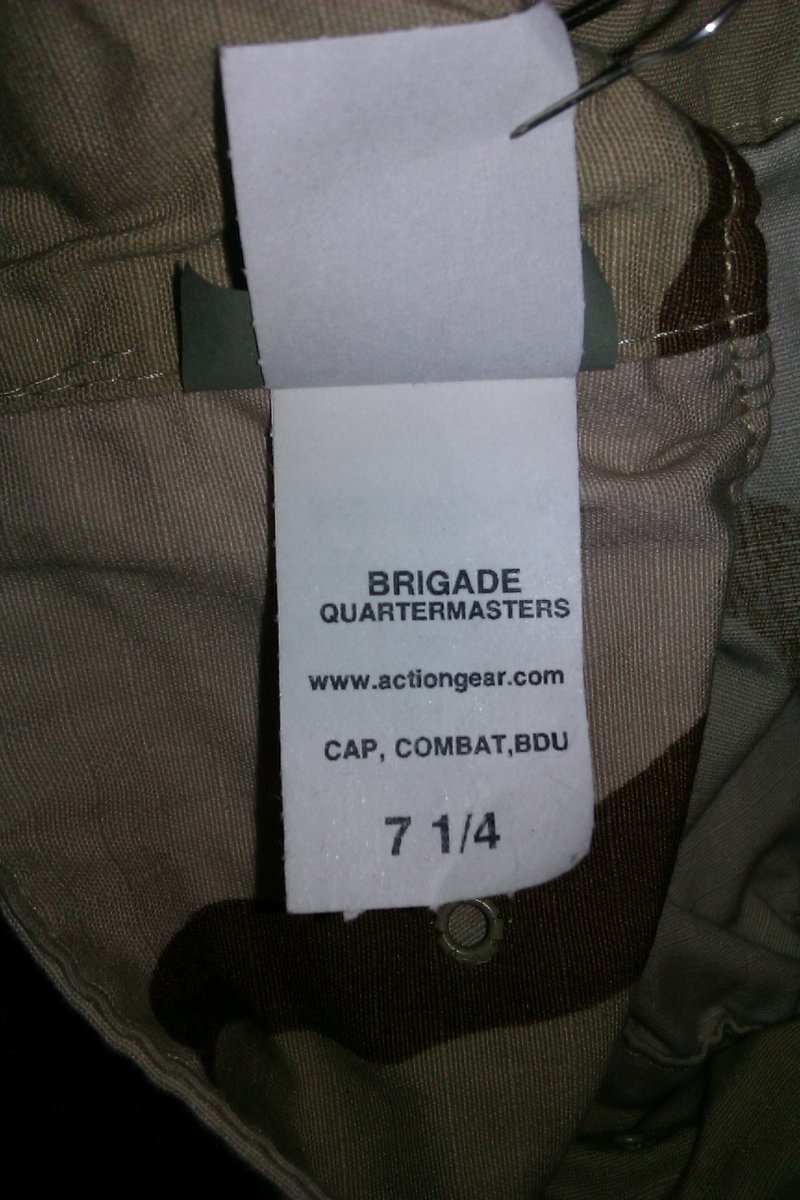 BRIGADE
QUARTERMASTERS
www.actiongear.com
CAP, COMBAT,BDU
7 1/4